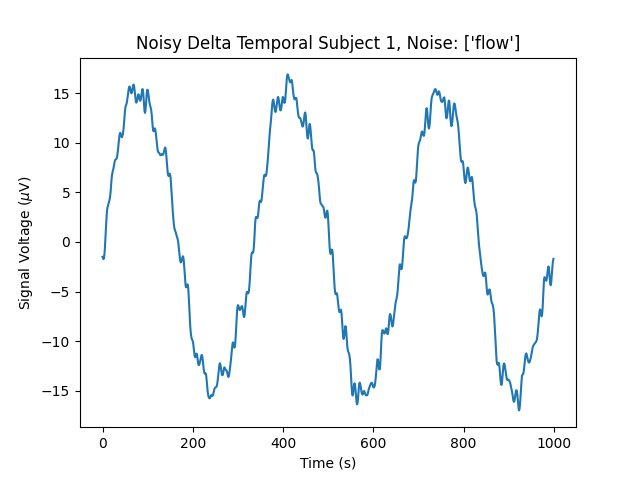 Noisy Delta Temporal Subject 1, Noise: ['flow']
Signal Voltage (μV)
15
10
5
0
−5
−10
−15
0 200 400 600 800 1000
Time (s)